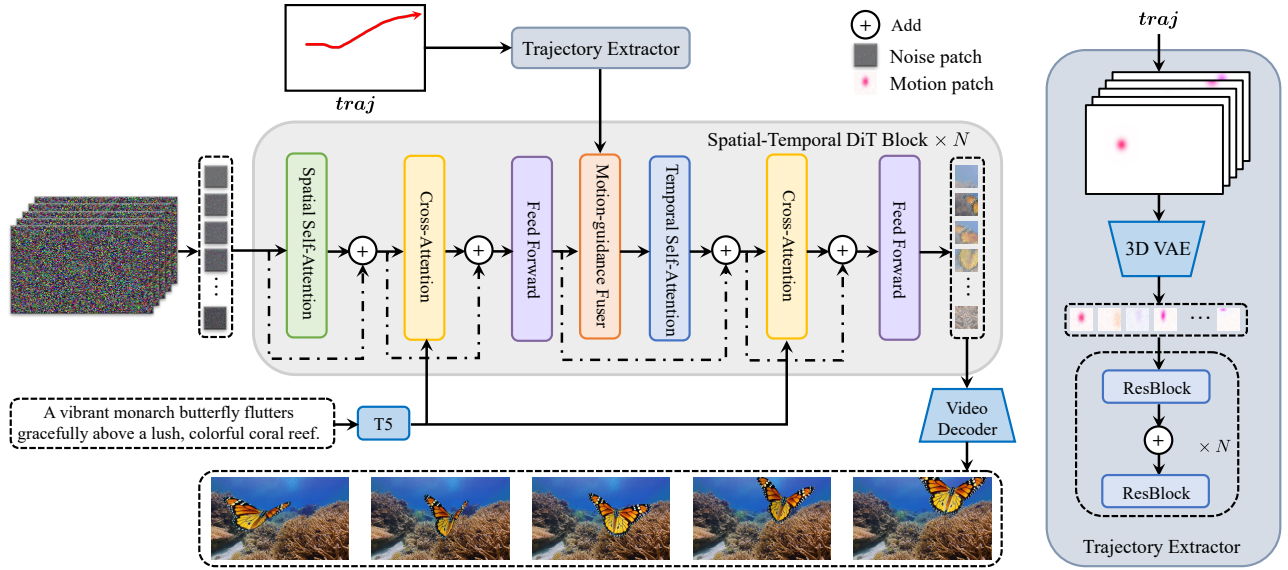 traj
Trajectory Extractor
Add
Noise patch
Motion patch
Spatial-Temporal DiT Block × N
Spatial Self-Attention
Cross-Attention
Feed Forward
Motion-guidance Fuser
Temporal Self-Attention
Cross-Attention
Feed Forward
A vibrant monarch butterfly flutters
gracefully above a lush, colorful coral reef.
T5
Video
Decoder
traj
3D VAE
ResBlock
× N
ResBlock
Trajectory Extractor